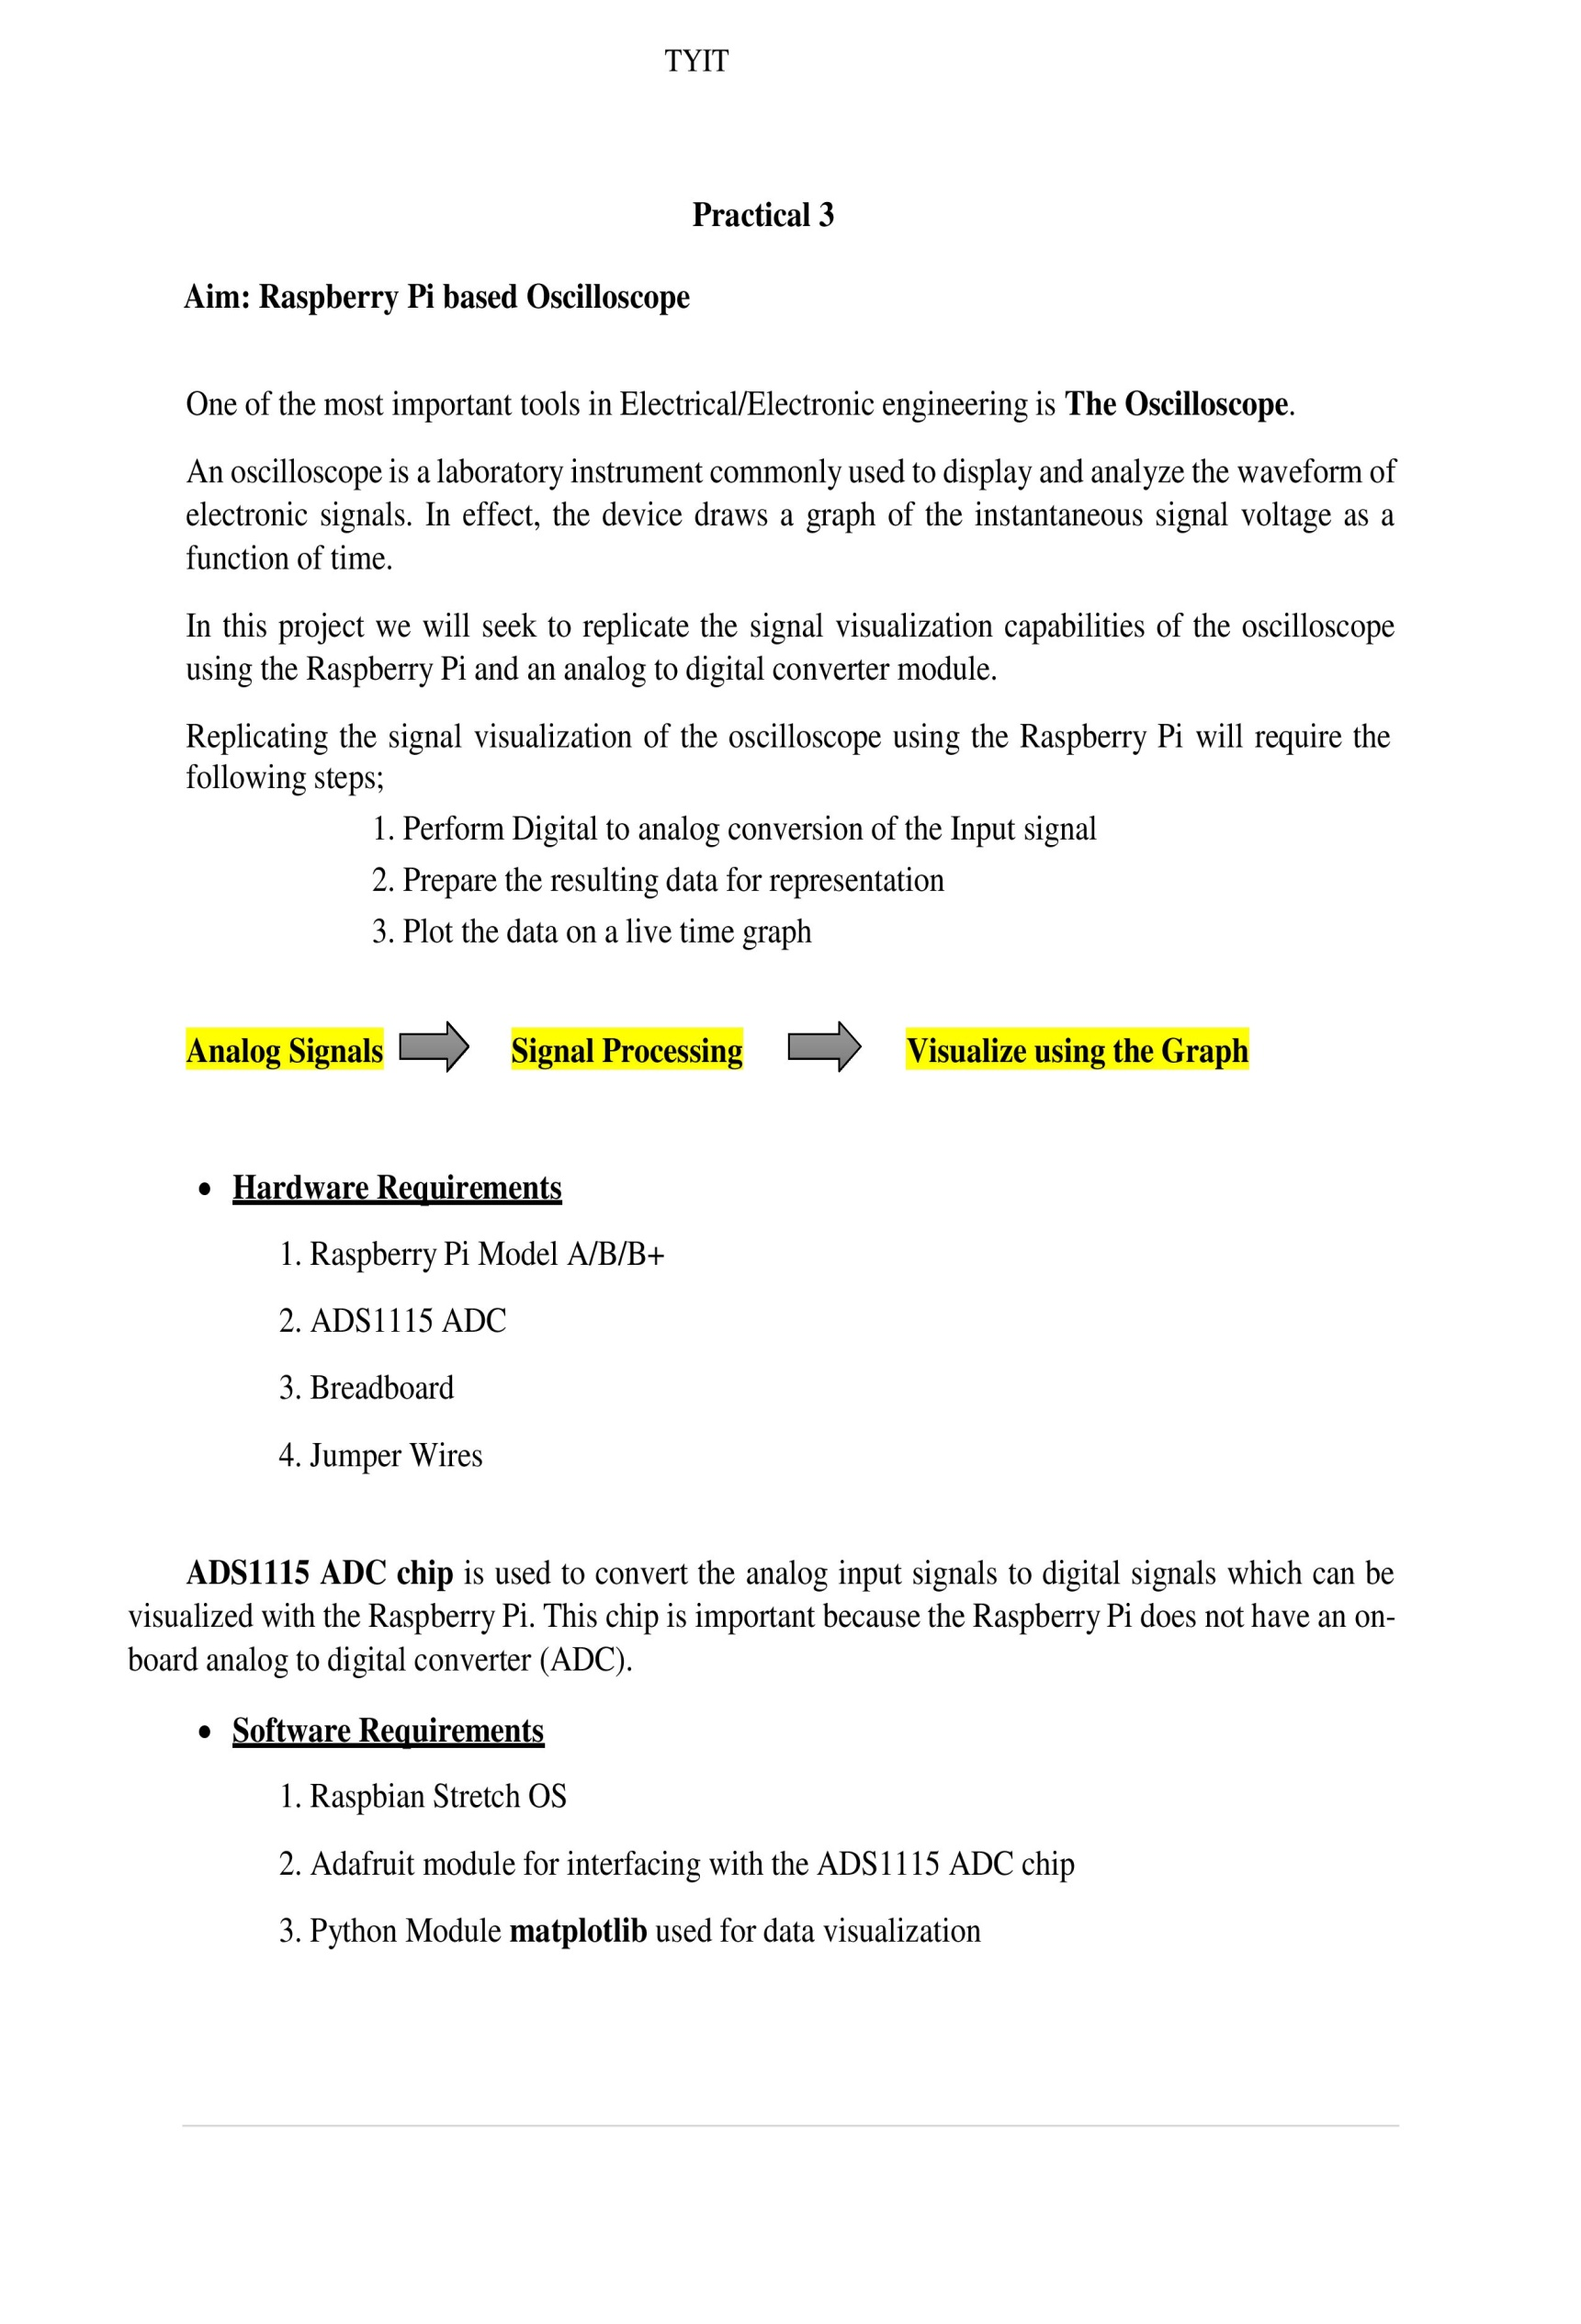 TYIT
Practical 3
Aim: Raspberry Pi based Oscilloscope
One of the most important tools in Electrical/Electronic engineering is The Oscilloscope.
An oscilloscope is a laboratory instrument commonly used to display and analyze the waveform of
electronic signals. In effect, the device draws a graph of the instantaneous signal voltage as a
function of time.
In this project we will seek to replicate the signal visualization capabilities of the oscilloscope
using the Raspberry Pi and an analog to digital converter module.
Replicating the signal visualization of the oscilloscope using the Raspberry Pi will require the
following steps;
1. Perform Digital to analog conversion of the Input signal
2. Prepare the resulting data for representation
3. Plot the data on a live time graph
Analog Signals Signal Processing Visualize using the Graph
• Hardware Requirements
1. Raspberry Pi Model A/B/B+
2. ADS1115 ADC
3. Breadboard
4. Jumper Wires
ADS1115 ADC chip is used to convert the analog input signals to digital signals which can be
visualized with the Raspberry Pi. This chip is important because the Raspberry Pi does not have an on-
board analog to digital converter (ADC).
• Software Requirements
1. Raspbian Stretch OS
2. Adafruit module for interfacing with the ADS1115 ADC chip
3. Python Module matplotlib used for data visualization